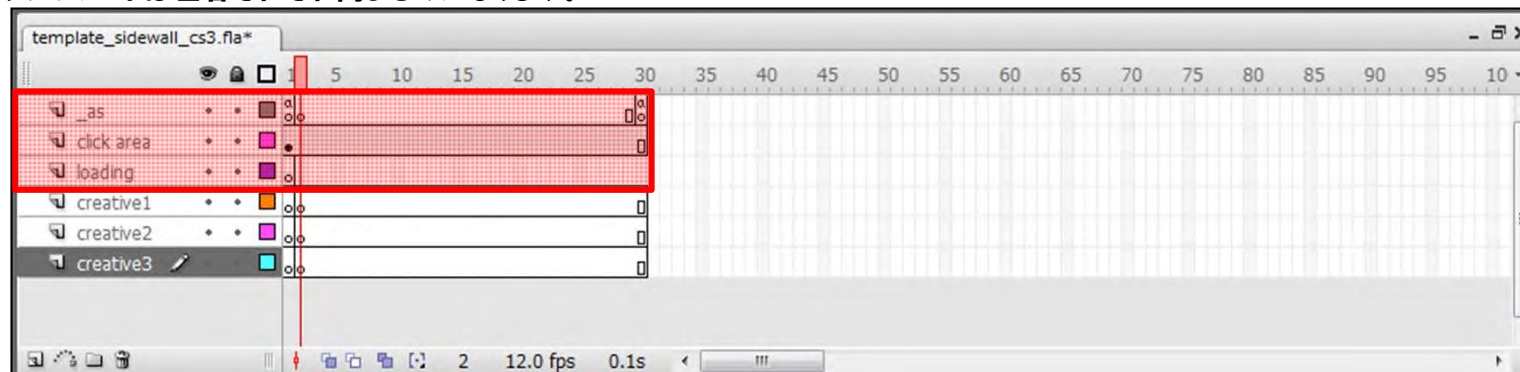 template_sidewall_cs3.fla*
1 5 10 15 20 25 30 35 40 45 50 55 60 65 70 75 80 85 90 95 10
_as
click area
loading
creative1
creative2
creative3
2 12.0 fps 0.1s